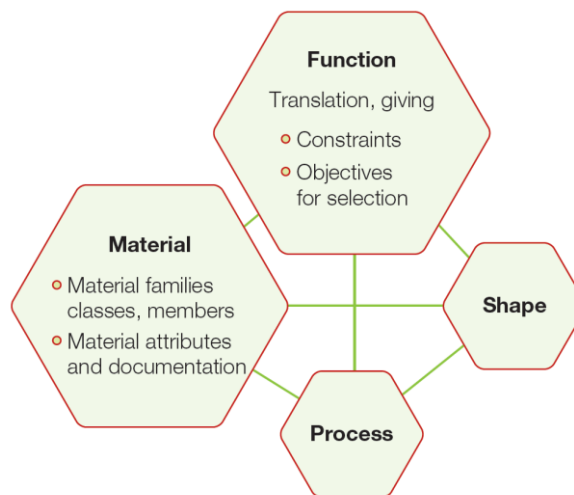 Function
Translation, giving
Constraints
Objectives
for selection
Material
Material families
classes, members
Material attributes
and documentation
Shape
Process